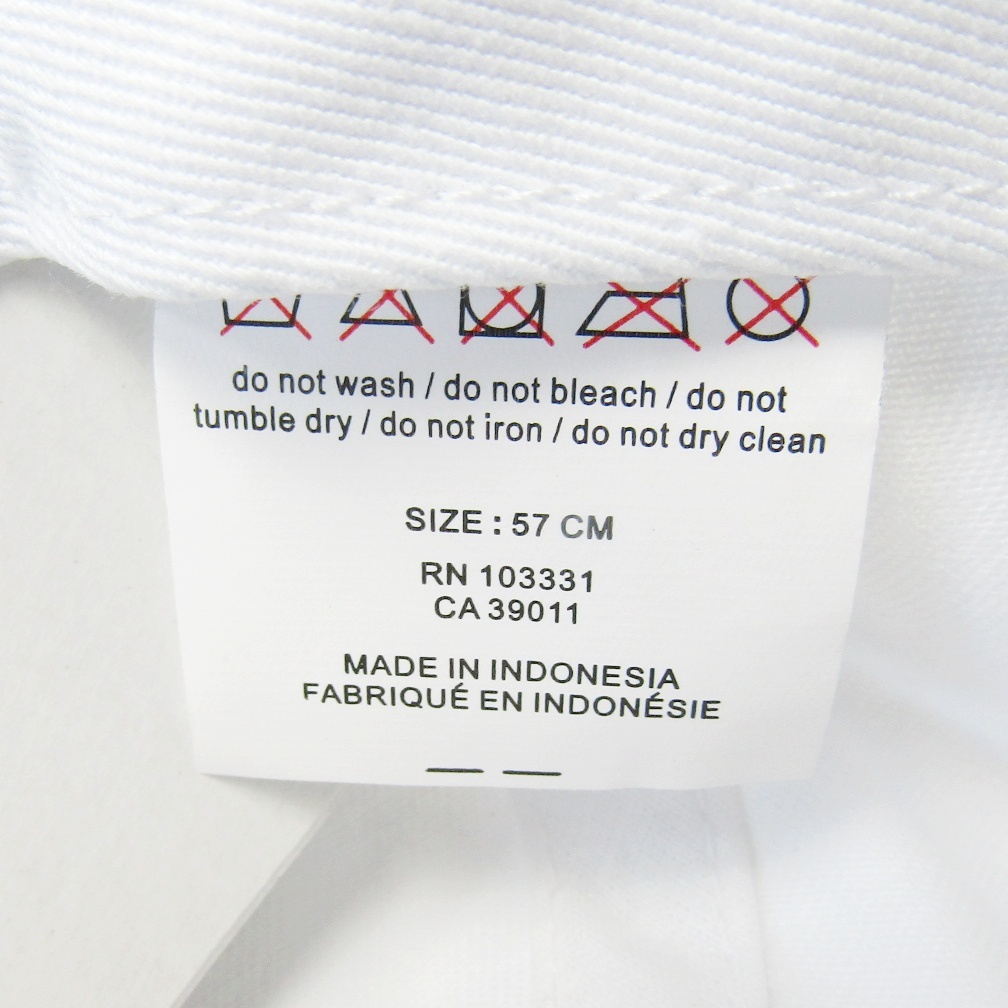 do not wash / do not bleach / do not
tumble dry / do not iron / do not dry clean
SIZE : 57 CM
RN 103331
CA 39011
MADE IN INDONESIA
FABRIQUÉ EN INDONÉSIE